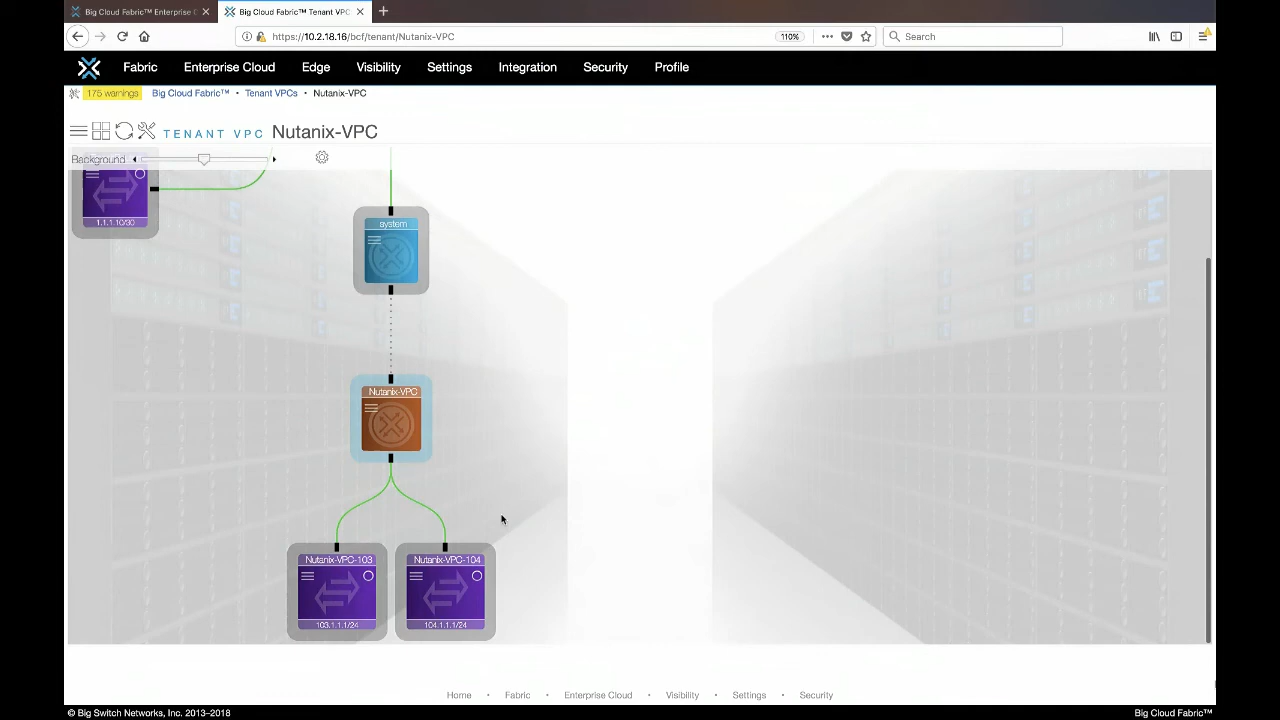 Big Cloud Fabric™ Enterprise C
Big Cloud Fabric™ Tenant VPC
https://10.2.18.16/bcf/tenant/Nutanix-VPC
110%
Search
Fabric
Enterprise Cloud
Edge
Visibility
Settings
Integration
Security
Profile
175 warnings
Big Cloud Fabric™ • Tenant VPCs • Nutanix-VPC
TENANT VPC Nutanix-VPC
Background
1.1.1.10/30
system
Nutanix-VPC
Nutanix-VPC-103
Nutanix-VPC-104
103.1.1.1/24
104.1.1.1/24
Home • Fabric • Enterprise Cloud • Visibility • Settings • Security
© Big Switch Networks, Inc. 2013–2018
Big Cloud Fabric™